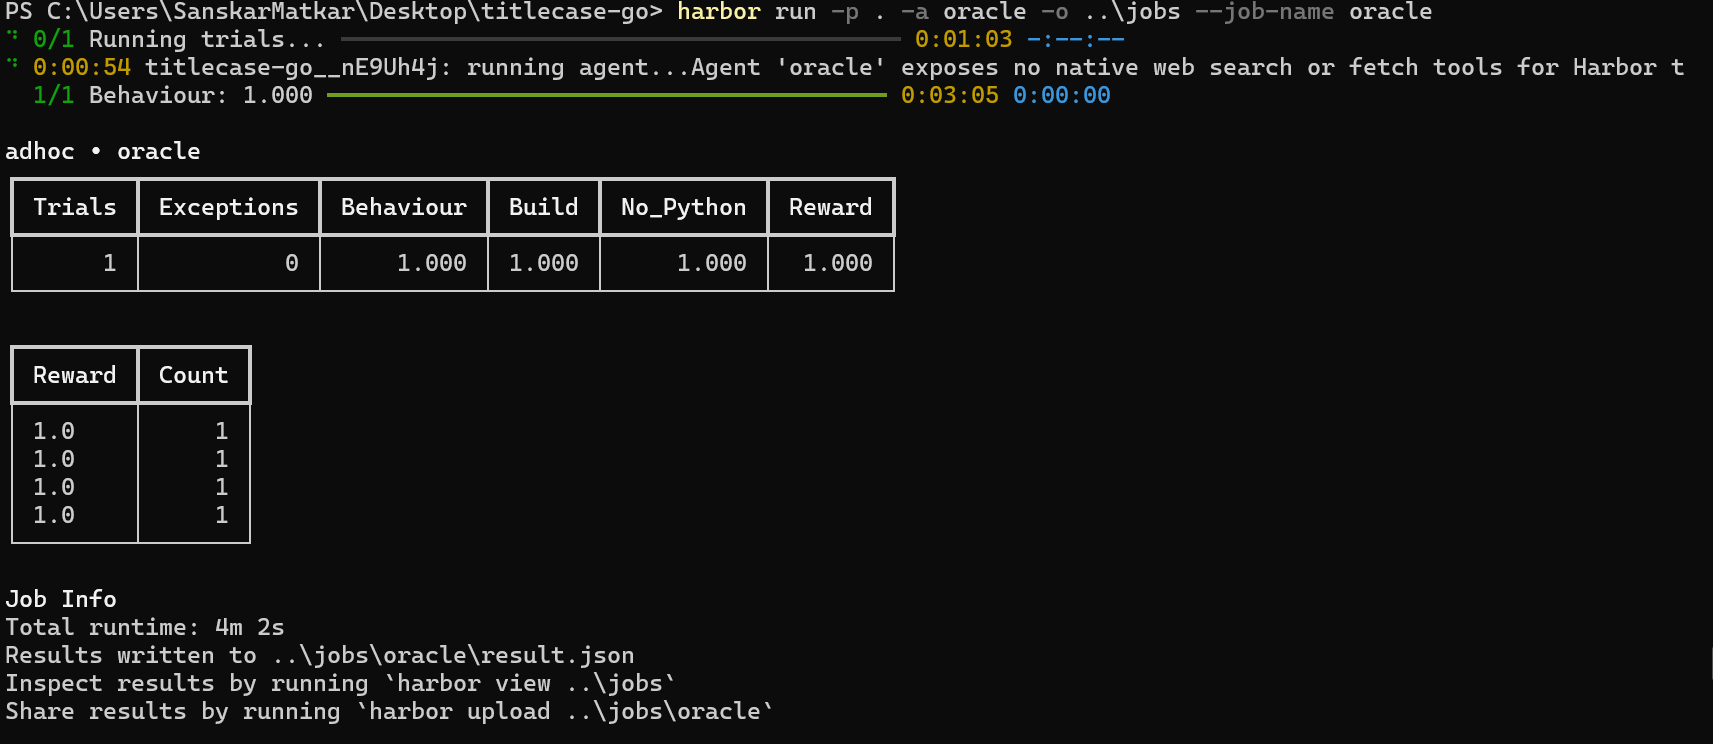 PS C:\Users\SanskarMatkar\Desktop\titlecase-go> harbor run -p . -a oracle -o ..\jobs --job-name oracle
0/1 Running trials... 0:01:03 -:--:--
0:00:54 titlecase-go__nE9Uh4j: running agent...Agent 'oracle' exposes no native web search or fetch tools for Harbor t
1/1 Behaviour: 1.000 0:03:05 0:00:00
adhoc • oracle
Trials Exceptions Behaviour Build No_Python Reward
1 0 1.000 1.000 1.000 1.000
Reward Count
1.0 1
1.0 1
1.0 1
1.0 1
Job Info
Total runtime: 4m 2s
Results written to ..\jobs\oracle\result.json
Inspect results by running `harbor view ..\jobs`
Share results by running `harbor upload ..\jobs\oracle`